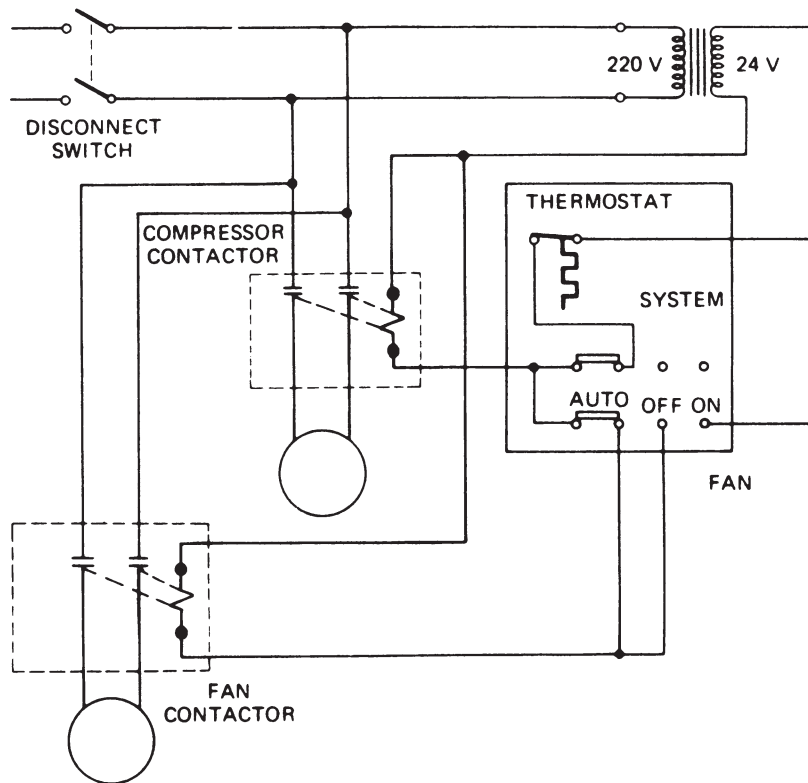 220 V
24 V
DISCONNECT
SWITCH
THERMOSTAT
COMPRESSOR
CONTACTOR
SYSTEM
AUTO
OFF
ON
FAN
FAN
CONTACTOR